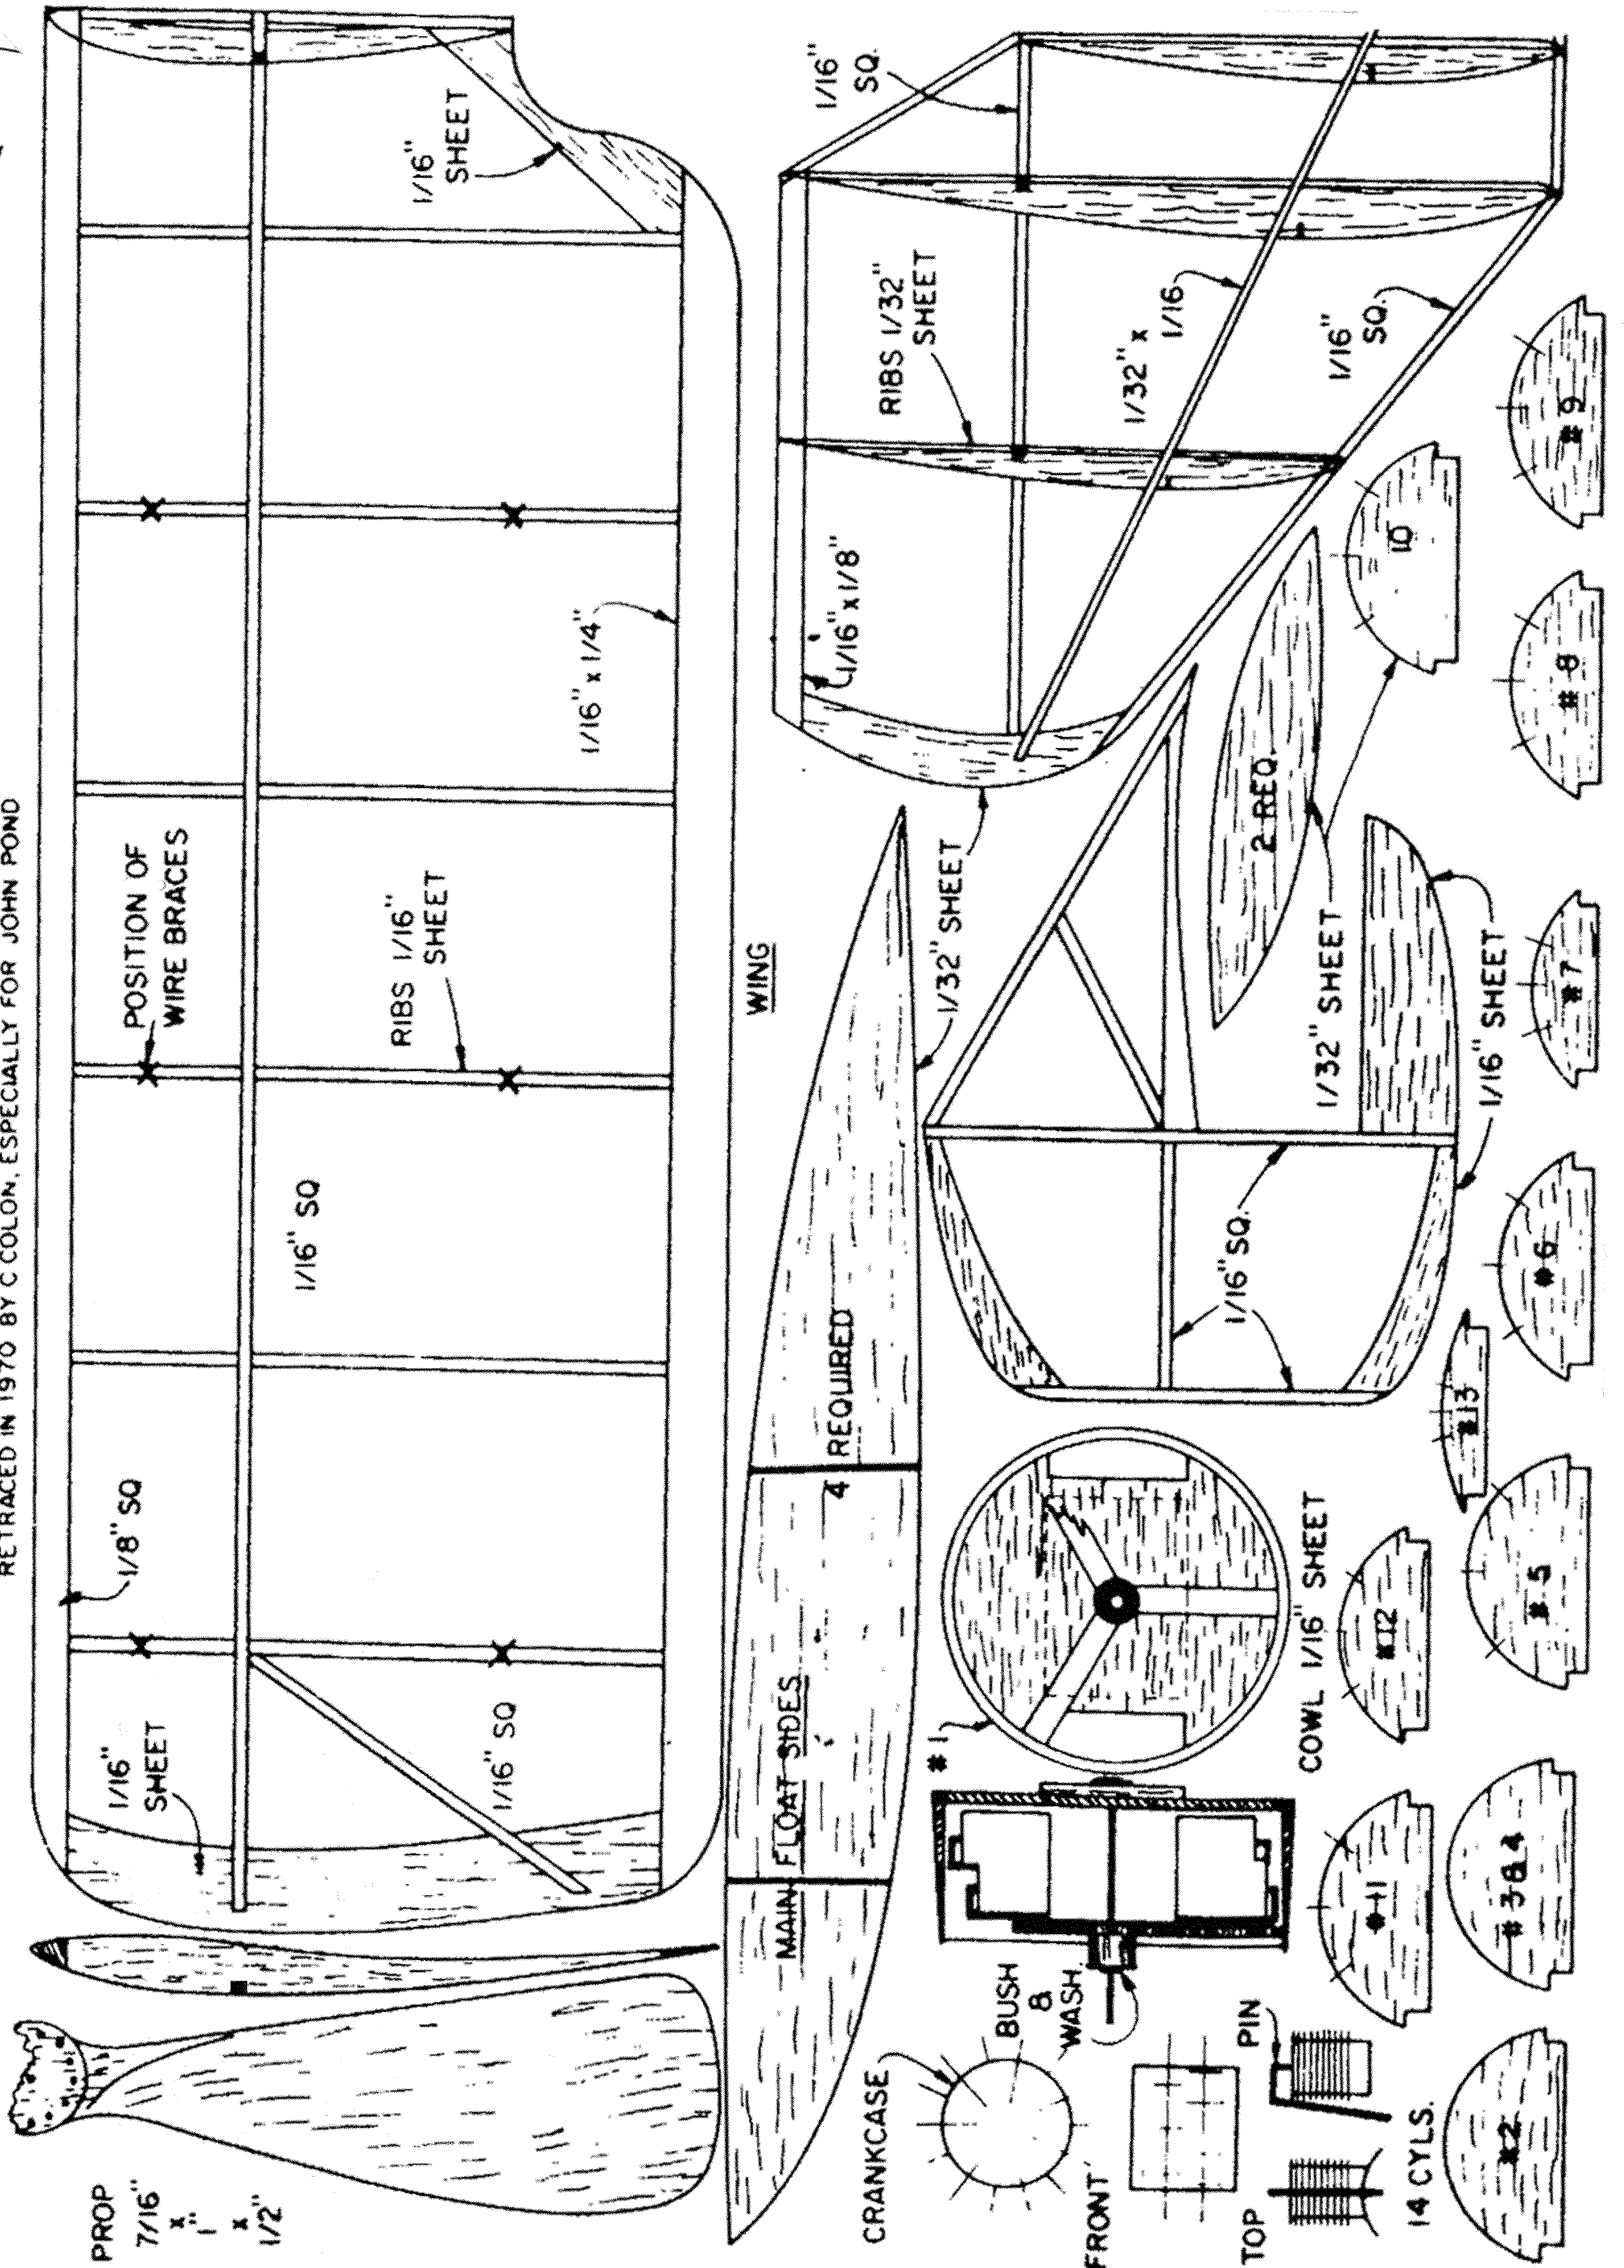 RETRACED IN 1970 BY C COLON, ESPECIALLY FOR JOHN POND
1/8" SQ
1/16"
SHEET
POSITION OF
WIRE BRACES
1/16"
SHEET
1/16" SQ
RIBS 1/16"
SHEET
1/16" SQ
1/16" x 1/4"
PROP
7/16"
x
1"
x
1/2"
WING
MAIN FLOAT SIDES
4 REQUIRED
1/16"
SQ.
RIBS 1/32"
SHEET
1/16" x 1/8"
1/32" x
1/16
1/16"
SQ.
1/32" SHEET
2 REQ.
1/32" SHEET
1/16" SHEET
1/16" SQ.
CRANKCASE
BUSH
&
WASH.
#1
COWL 1/16" SHEET
FRONT
PIN
TOP
14 CYLS.
#2
#3&4
#5
#6
#7
#8
#9
10
#11
#12
#13